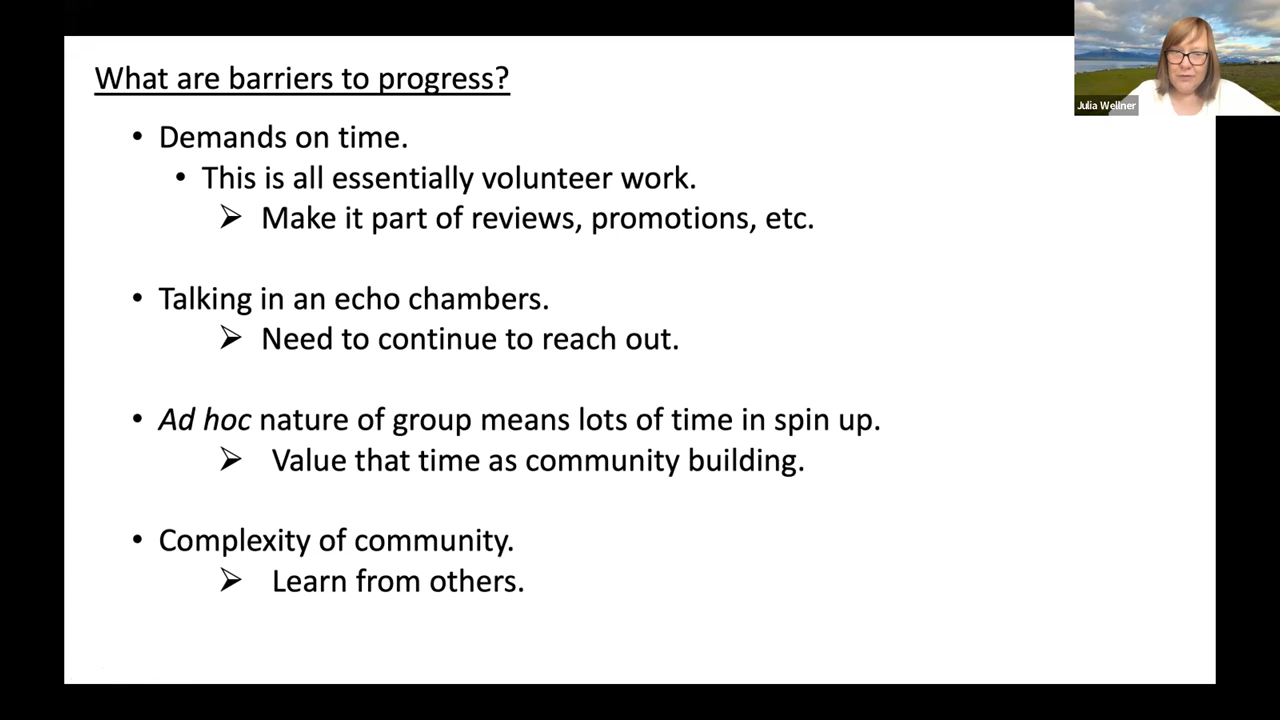 What are barriers to progress?
• Demands on time.
• This is all essentially volunteer work.
➢ Make it part of reviews, promotions, etc.
• Talking in an echo chambers.
➢ Need to continue to reach out.
• Ad hoc nature of group means lots of time in spin up.
➢ Value that time as community building.
• Complexity of community.
➢ Learn from others.
Julia Wellner